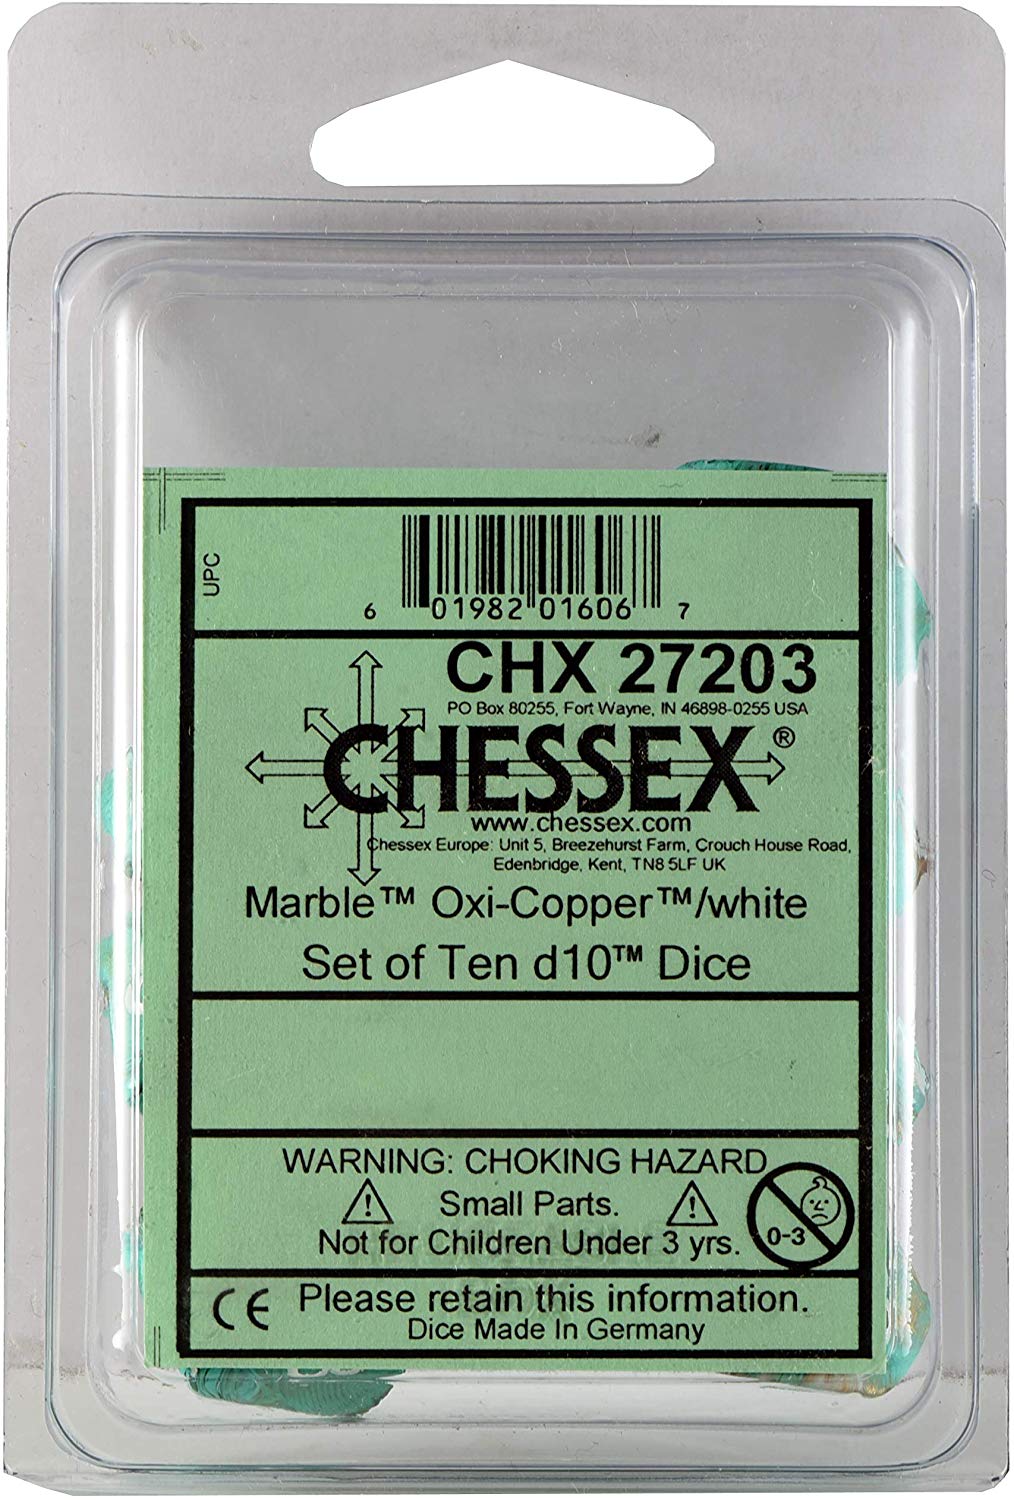 UPC
6 01982 01606 7
CHX 27203
PO Box 80255, Fort Wayne, IN 46898-0255 USA
CHESSEX®
www.chessex.com
Chessex Europe: Unit 5, Breezehurst Farm, Crouch House Road,
Edenbridge, Kent, TN8 5LF UK
Marble™ Oxi-Copper™/white
Set of Ten d10™ Dice
WARNING: CHOKING HAZARD
Small Parts.
Not for Children Under 3 yrs.
0-3
CE Please retain this information.
Dice Made In Germany